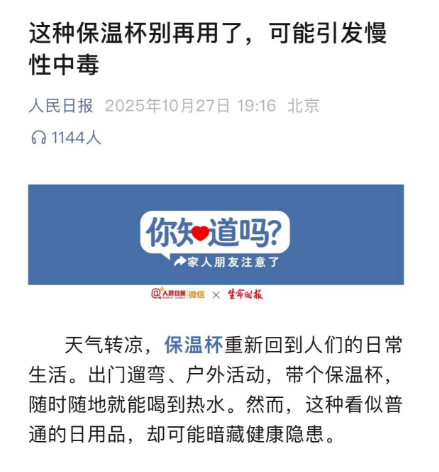 这种保温杯别再用了，可能引发慢
性中毒
人民日报 2025年10月27日 19:16 北京
1144人
你知道吗？
家人朋友注意了
@人民日报 微信 × 生命时报
天气转凉，保温杯重新回到人们的日常
生活。出门遛弯、户外活动，带个保温杯，
随时随地就能喝到热水。然而，这种看似普
通的日用品，却可能暗藏健康隐患。